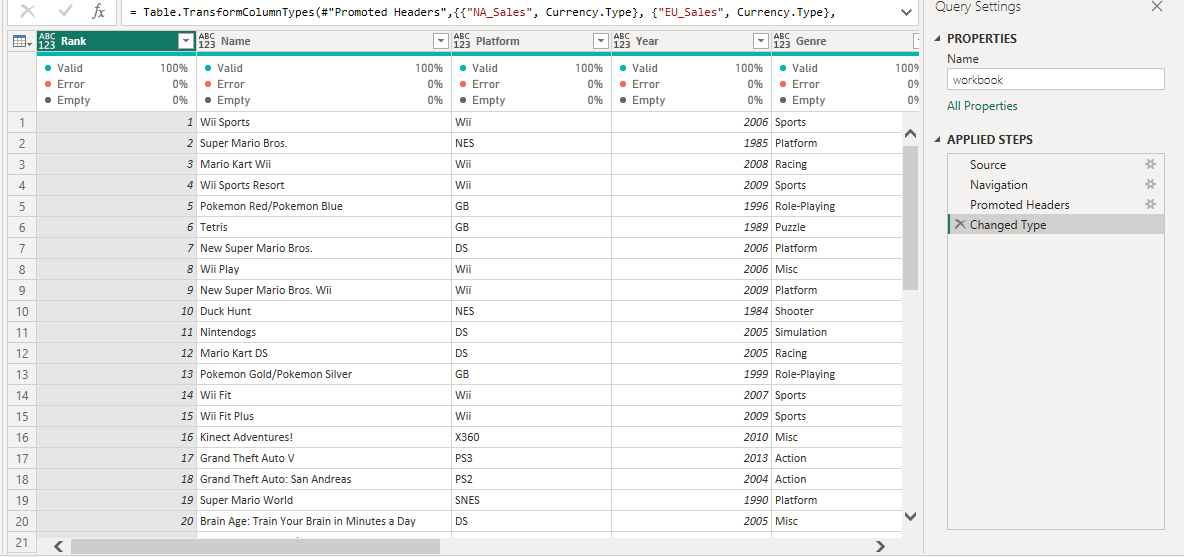 fx = Table.TransformColumnTypes(#"Promoted Headers",{{"NA_Sales", Currency.Type}, {"EU_Sales", Currency.Type},
ABC 123 Rank ABC 123 Name ABC 123 Platform ABC 123 Year ABC 123 Genre
Valid 100% Valid 100% Valid 100% Valid 100% Valid 100%
Error 0% Error 0% Error 0% Error 0% Error 0%
Empty 0% Empty 0% Empty 0% Empty 0% Empty 0%
1 1 Wii Sports Wii 2006 Sports
2 2 Super Mario Bros. NES 1985 Platform
3 3 Mario Kart Wii Wii 2008 Racing
4 4 Wii Sports Resort Wii 2009 Sports
5 5 Pokemon Red/Pokemon Blue GB 1996 Role-Playing
6 6 Tetris GB 1989 Puzzle
7 7 New Super Mario Bros. DS 2006 Platform
8 8 Wii Play Wii 2006 Misc
9 9 New Super Mario Bros. Wii Wii 2009 Platform
10 10 Duck Hunt NES 1984 Shooter
11 11 Nintendogs DS 2005 Simulation
12 12 Mario Kart DS DS 2005 Racing
13 13 Pokemon Gold/Pokemon Silver GB 1999 Role-Playing
14 14 Wii Fit Wii 2007 Sports
15 15 Wii Fit Plus Wii 2009 Sports
16 16 Kinect Adventures! X360 2010 Misc
17 17 Grand Theft Auto V PS3 2013 Action
18 18 Grand Theft Auto: San Andreas PS2 2004 Action
19 19 Super Mario World SNES 1990 Platform
20 20 Brain Age: Train Your Brain in Minutes a Day DS 2005 Misc
21
Query Settings
PROPERTIES
Name
workbook
All Properties
APPLIED STEPS
Source
Navigation
Promoted Headers
Changed Type